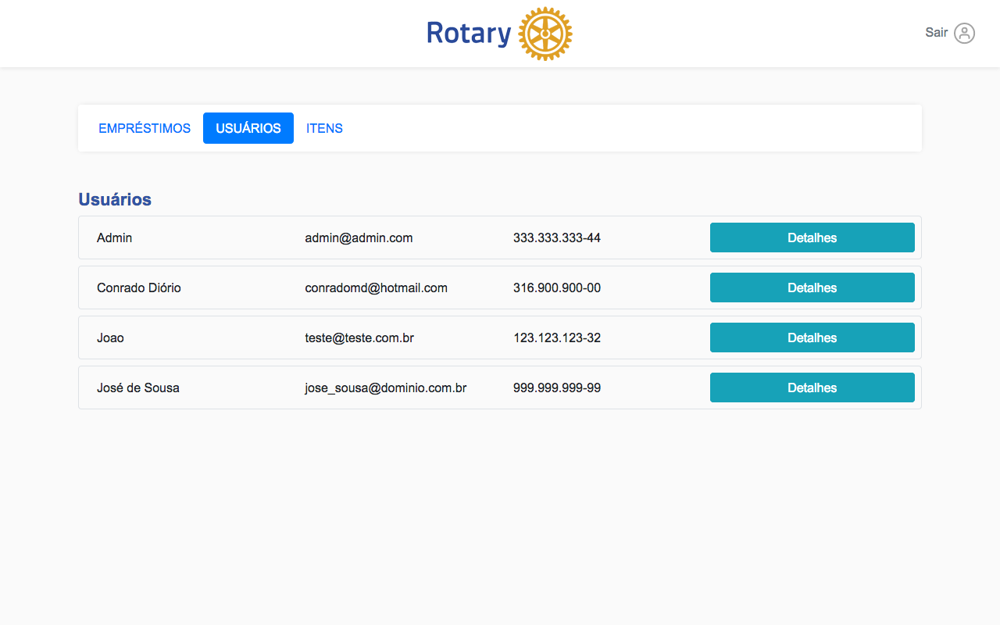 Rotary
Sair
EMPRÉSTIMOS USUÁRIOS ITENS
Usuários
Admin admin@admin.com 333.333.333-44 Detalhes
Conrado Diório conradomd@hotmail.com 316.900.900-00 Detalhes
Joao teste@teste.com.br 123.123.123-32 Detalhes
José de Sousa jose_sousa@dominio.com.br 999.999.999-99 Detalhes